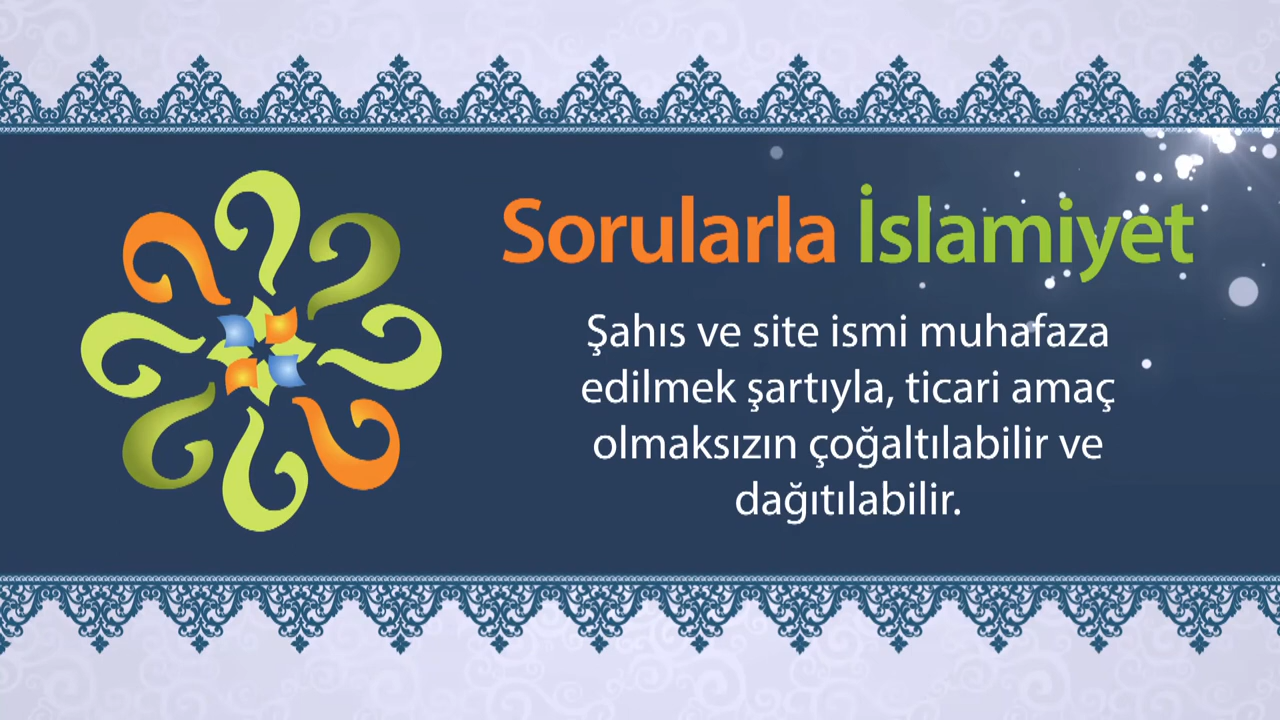 Sorularla İslamiyet
Şahıs ve site ismi muhafaza
edilmek şartıyla, ticari amaç
olmaksızın çoğaltılabilir ve
dağıtılabilir.